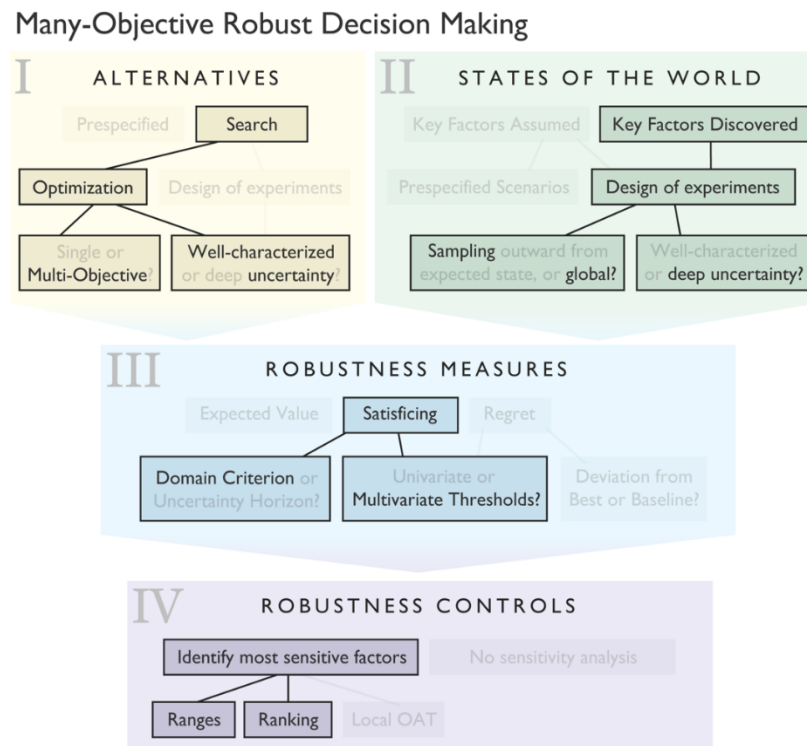 Many-Objective Robust Decision Making
I
ALTERNATIVES
Prespecified
Search
Optimization
Design of experiments
Single or
Multi-Objective?
Well-characterized
or deep uncertainty?
II
STATES OF THE WORLD
Key Factors Assumed
Key Factors Discovered
Prespecified Scenarios
Design of experiments
Sampling outward from
expected state, or global?
Well-characterized
or deep uncertainty?
III
ROBUSTNESS MEASURES
Expected Value
Satisficing
Regret
Domain Criterion or
Uncertainty Horizon?
Univariate or
Multivariate Thresholds?
Deviation from
Best or Baseline?
IV
ROBUSTNESS CONTROLS
Identify most sensitive factors
No sensitivity analysis
Ranges
Ranking
Local OAT